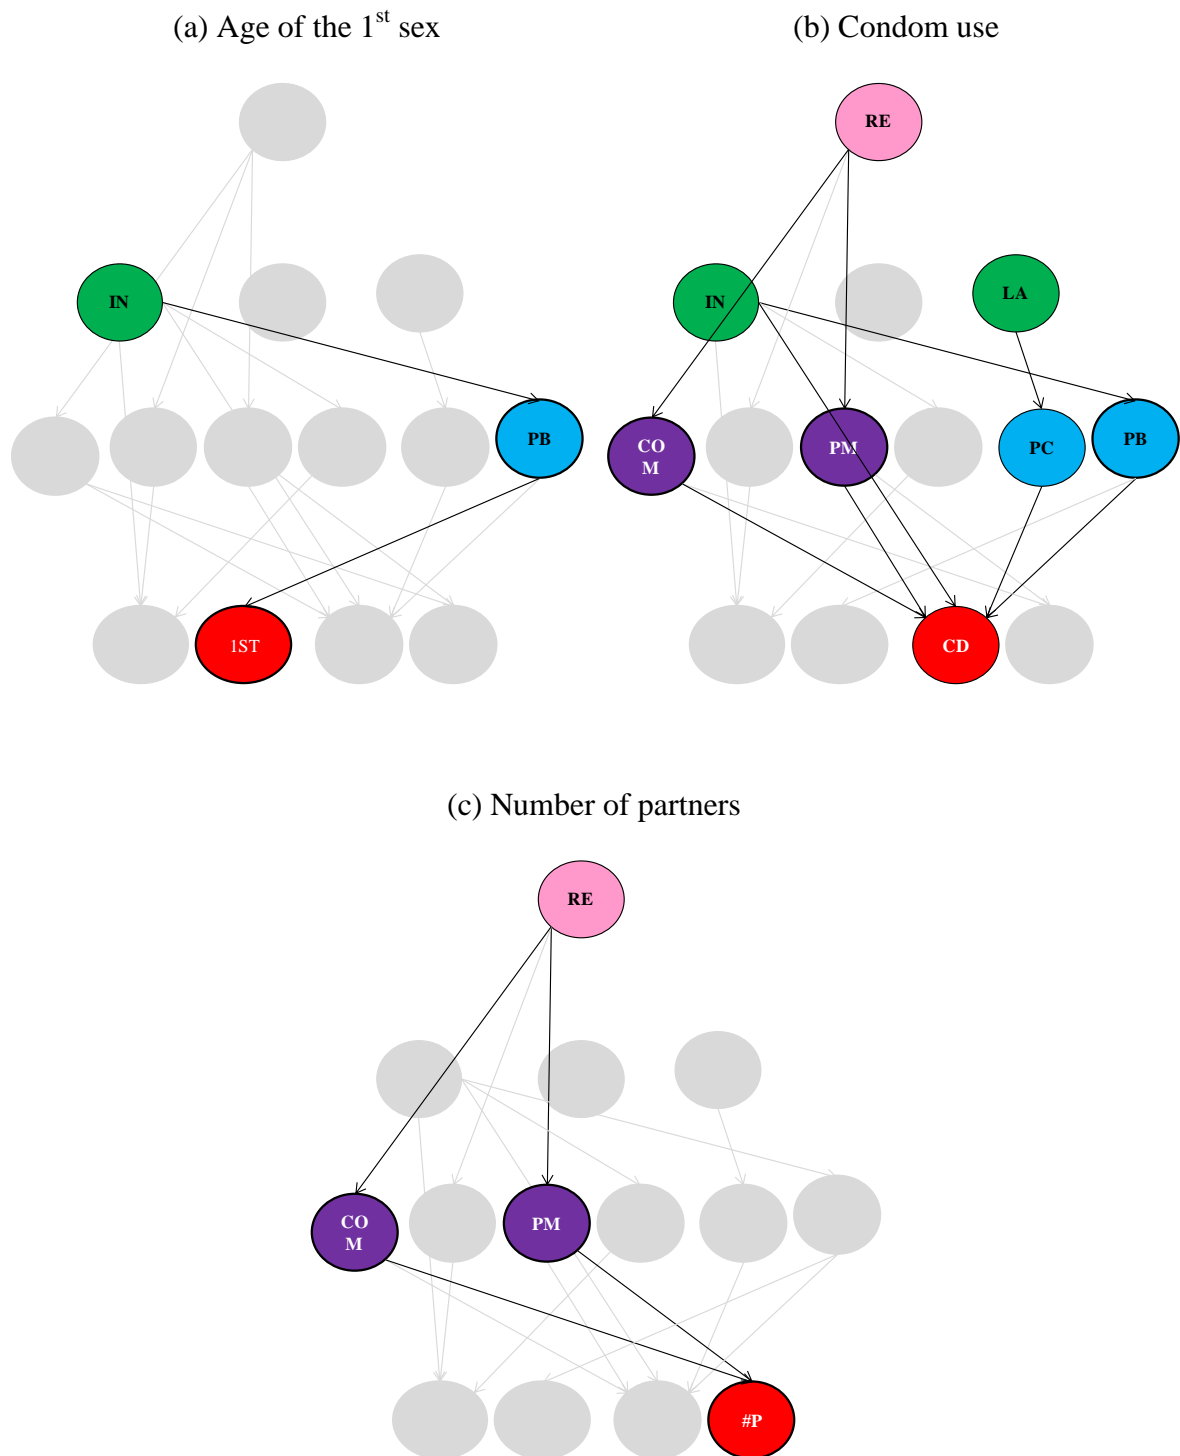 (a) Age of the 1st sex
(b) Condom use
RE
IN
IN
LA
PB
CO
M
PM
PC
PB
1ST
CD
(c) Number of partners
RE
CO
M
PM
#P